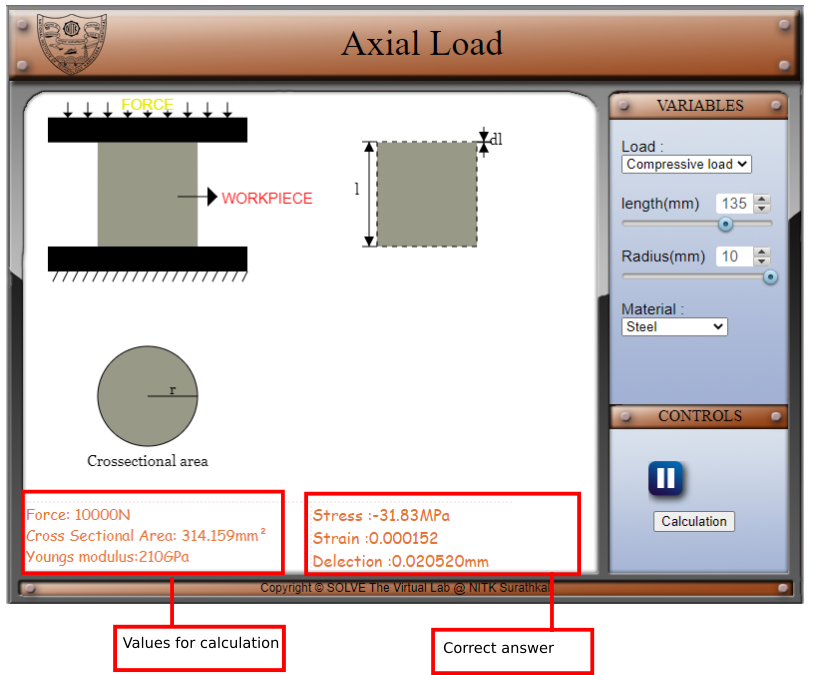 Axial Load
FORCE
WORKPIECE
l
dl
r
Crossectional area
Force: 10000N
Cross Sectional Area: 314.159mm²
Youngs modulus:210GPa
Stress :-31.83MPa
Strain :0.000152
Delection :0.020520mm
VARIABLES
Load :
Compressive load
length(mm) 135
Radius(mm) 10
Material :
Steel
CONTROLS
Calculation
Copyright © SOLVE The Virtual Lab @ NITK Surathkal
Values for calculation
Correct answer